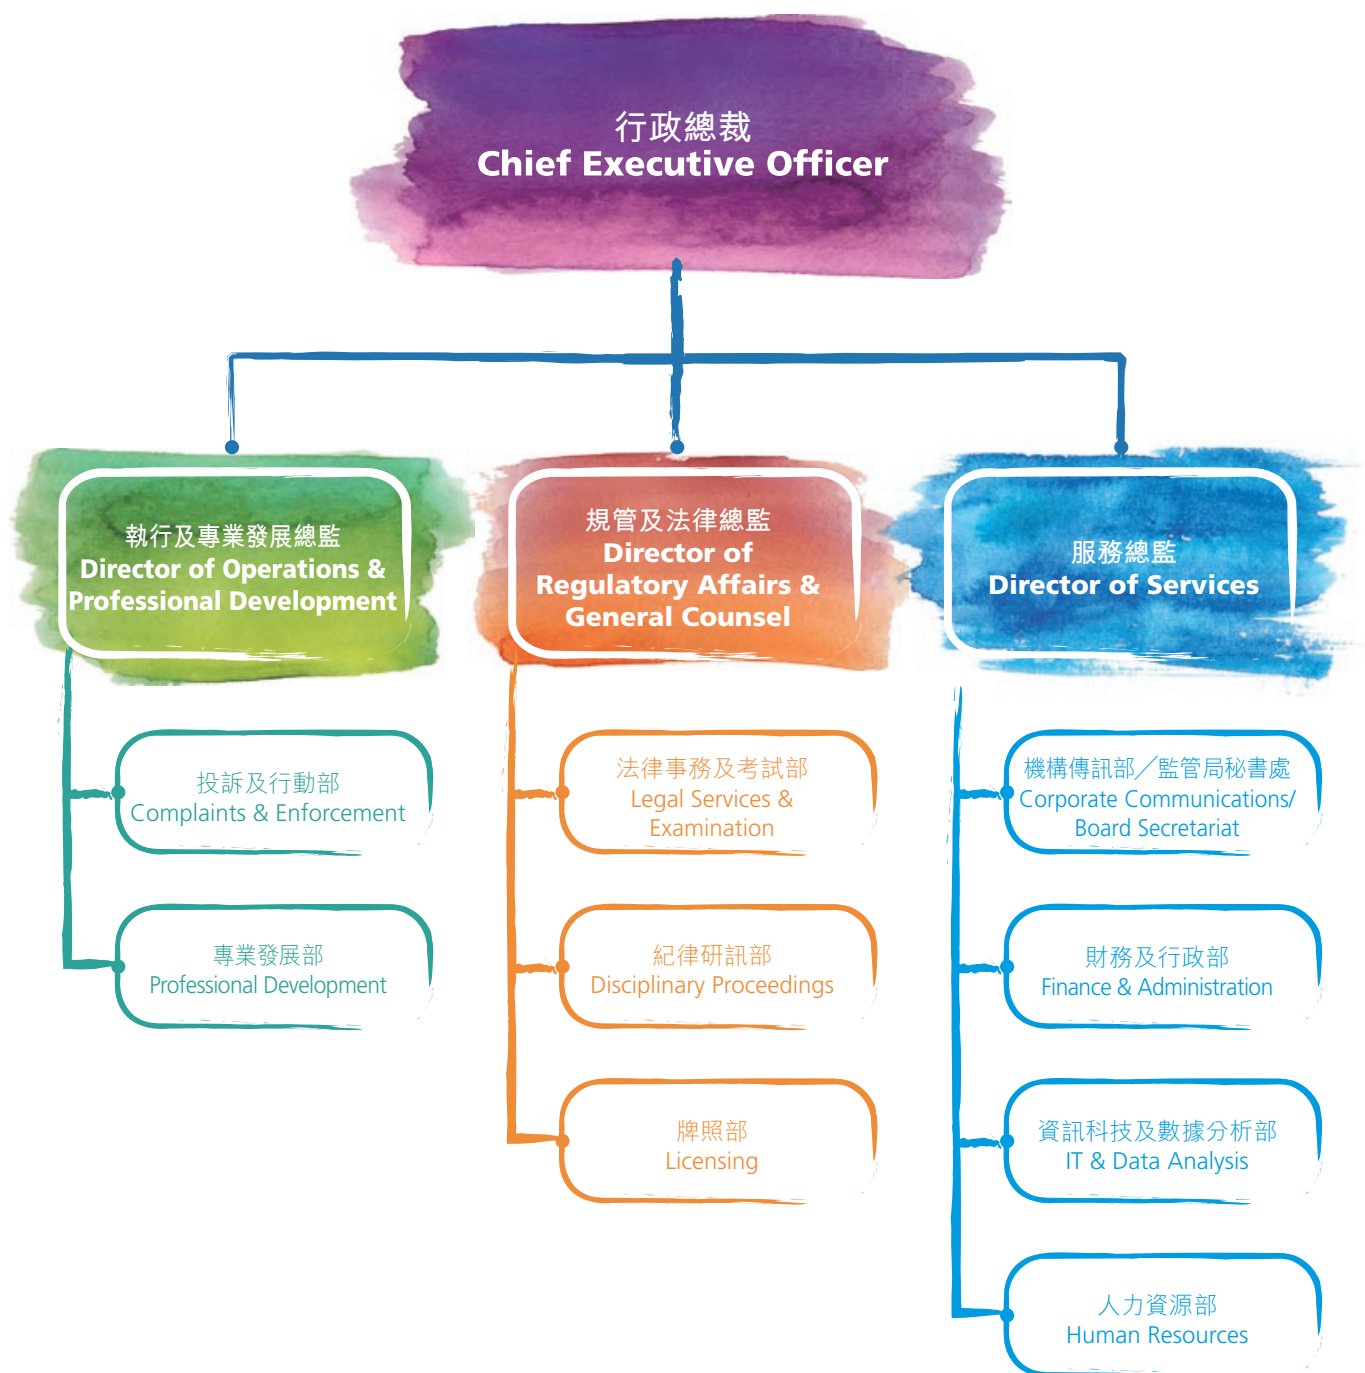 行政總裁
Chief Executive Officer
執行及專業發展總監
Director of Operations &
Professional Development
規管及法律總監
Director of
Regulatory Affairs &
General Counsel
服務總監
Director of Services
投訴及行動部
Complaints & Enforcement
專業發展部
Professional Development
法律事務及考試部
Legal Services &
Examination
紀律研訊部
Disciplinary Proceedings
牌照部
Licensing
機構傳訊部／監管局秘書處
Corporate Communications/
Board Secretariat
財務及行政部
Finance & Administration
資訊科技及數據分析部
IT & Data Analysis
人力資源部
Human Resources